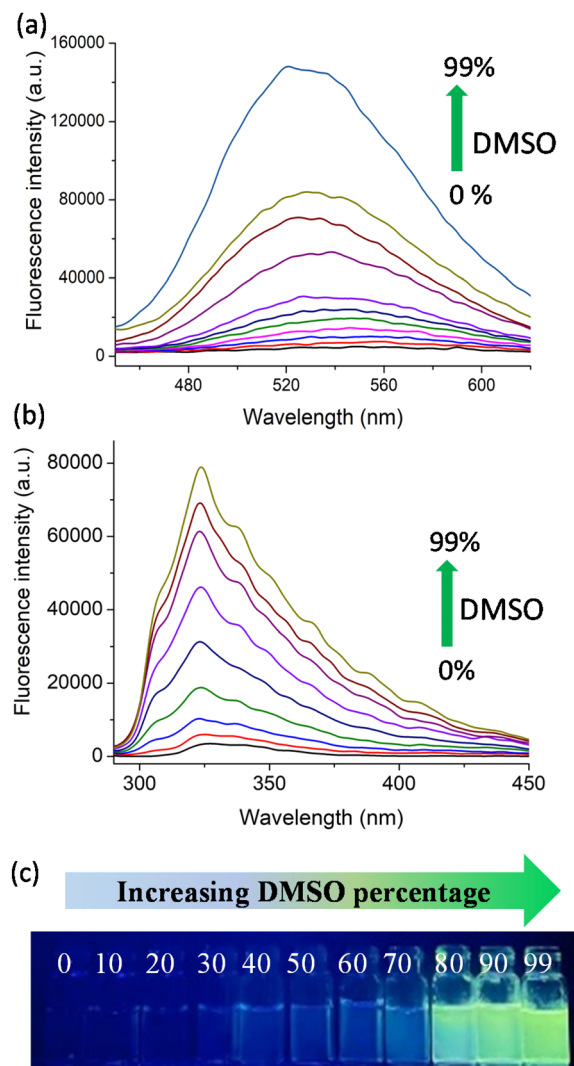 (a)
160000
120000
80000
40000
0
Fluorescence intensity (a.u.)
99%
DMSO
0 %
480 520 560 600
Wavelength (nm)
(b)
80000
60000
40000
20000
0
Fluorescence intensity (a.u.)
99%
DMSO
0%
300 350 400 450
Wavelength (nm)
(c)
Increasing DMSO percentage
0 10 20 30 40 50 60 70 80 90 99